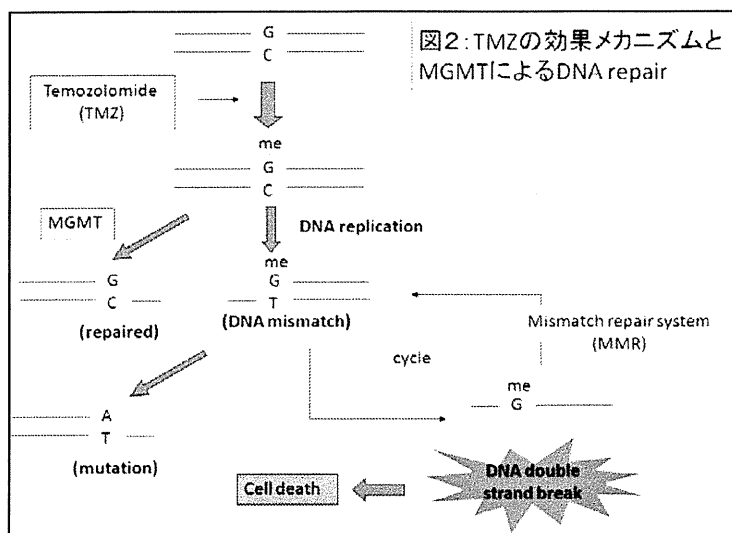 図2:TMZの効果メカニズムと
MGMTによるDNA repair
G
C
Temozolomide
(TMZ)
me
G
C
MGMT
DNA replication
me
G
T
(DNA mismatch)
G
C
(repaired)
Mismatch repair system
(MMR)
cycle
me
G
A
T
(mutation)
DNA double
strand break
Cell death